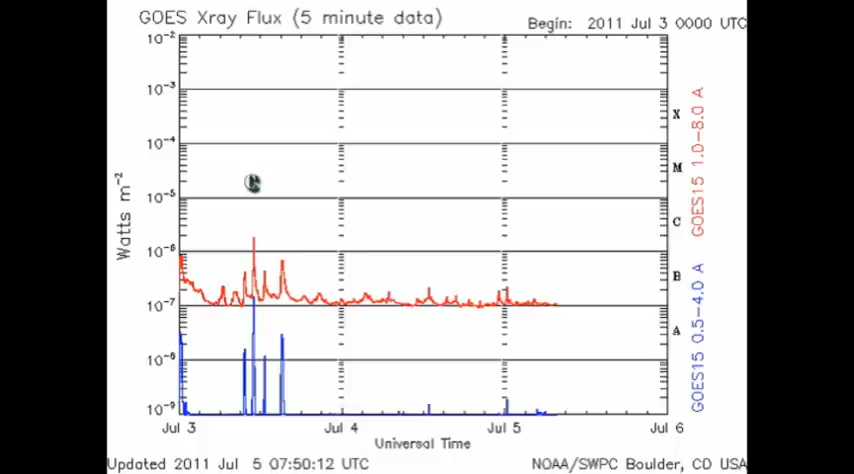 GOES Xray Flux (5 minute data)
Begin: 2011 Jul 3 0000 UTC
10⁻²
10⁻³
10⁻⁴
10⁻⁵
10⁻⁶
10⁻⁷
10⁻⁸
10⁻⁹
Watts m⁻²
C
X
M
C
B
A
GOES15 1.0-8.0 A
GOES15 0.5-4.0 A
Jul 3
Jul 4
Jul 5
Jul 6
Universal Time
Updated 2011 Jul 5 07:50:12 UTC
NOAA/SWPC Boulder, CO USA